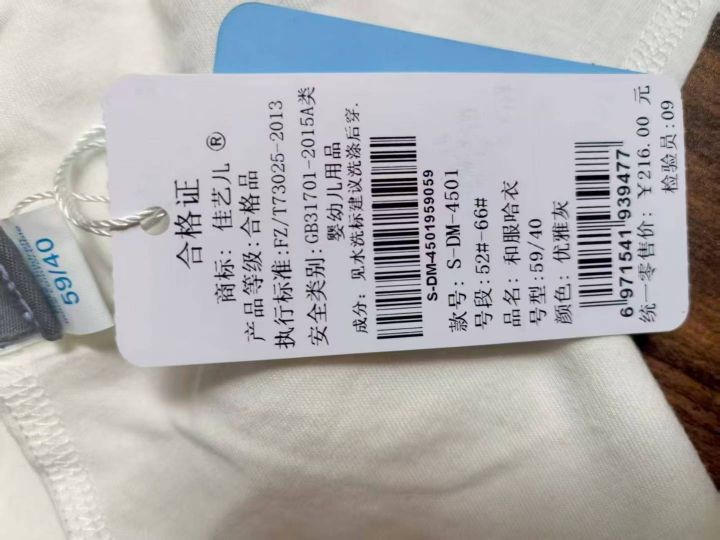 合格证
商标: 佳艺儿 ®
产品等级:合格品
执行标准:FZ/T73025-2013
安全类别:GB31701-2015A类
婴幼儿用品
成分: 见水洗标建议洗涤后穿.
S-DM-4501959059
款号: S-DM-4501
号段: 52#-66#
品名: 和服哈衣
号型:59/40
颜色: 优雅灰
6 971541 939477
统一零售价: ¥216.00 元
检验员:09
59/40